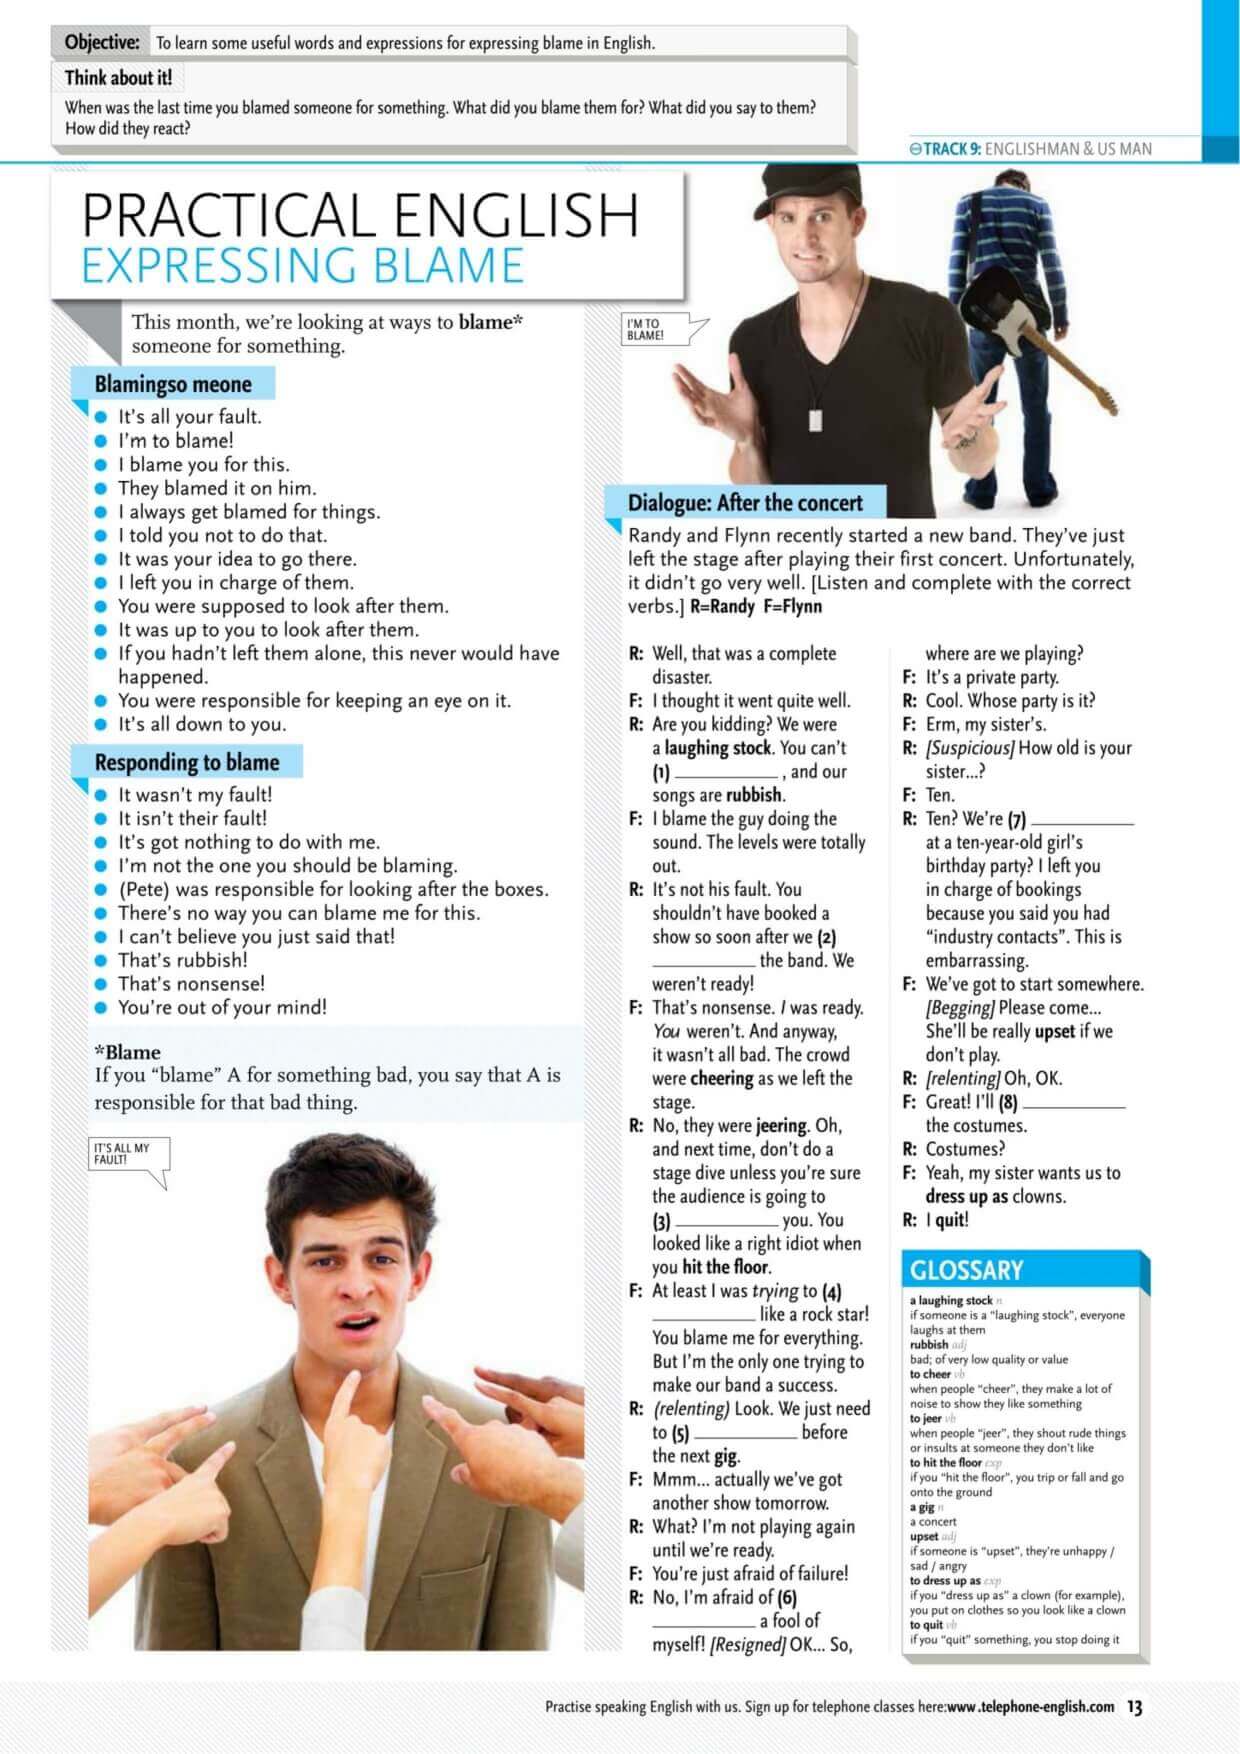 Objective: To learn some useful words and expressions for expressing blame in English.
Think about it!
When was the last time you blamed someone for something. What did you blame them for? What did you say to them?
How did they react?
TRACK 9: ENGLISHMAN & US MAN
PRACTICAL ENGLISH
EXPRESSING BLAME
This month, we're looking at ways to blame*
someone for something.
Blamingso meone
● It's all your fault.
● I'm to blame!
● I blame you for this.
● They blamed it on him.
● I always get blamed for things.
● I told you not to do that.
● It was your idea to go there.
● I left you in charge of them.
● You were supposed to look after them.
● It was up to you to look after them.
● If you hadn't left them alone, this never would have
happened.
● You were responsible for keeping an eye on it.
● It's all down to you.
Responding to blame
● It wasn't my fault!
● It isn't their fault!
● It's got nothing to do with me.
● I'm not the one you should be blaming.
● (Pete) was responsible for looking after the boxes.
● There's no way you can blame me for this.
● I can't believe you just said that!
● That's rubbish!
● That's nonsense!
● You're out of your mind!
*Blame
If you "blame" A for something bad, you say that A is
responsible for that bad thing.
IT'S ALL MY
FAULT!
I'M TO
BLAME!
Dialogue: After the concert
Randy and Flynn recently started a new band. They've just
left the stage after playing their first concert. Unfortunately,
it didn't go very well. [Listen and complete with the correct
verbs.] R=Randy F=Flynn
R: Well, that was a complete
disaster.
F: I thought it went quite well.
R: Are you kidding? We were
a laughing stock. You can't
(1) ____________ , and our
songs are rubbish.
F: I blame the guy doing the
sound. The levels were totally
out.
R: It's not his fault. You
shouldn't have booked a
show so soon after we (2)
____________ the band. We
weren't ready!
F: That's nonsense. I was ready.
You weren't. And anyway,
it wasn't all bad. The crowd
were cheering as we left the
stage.
R: No, they were jeering. Oh,
and next time, don't do a
stage dive unless you're sure
the audience is going to
(3) ____________ you. You
looked like a right idiot when
you hit the floor.
F: At least I was trying to (4)
____________ like a rock star!
You blame me for everything.
But I'm the only one trying to
make our band a success.
R: (relenting) Look. We just need
to (5) ____________ before
the next gig.
F: Mmm... actually we've got
another show tomorrow.
R: What? I'm not playing again
until we're ready.
F: You're just afraid of failure!
R: No, I'm afraid of (6)
____________ a fool of
myself! [Resigned] OK... So,
where are we playing?
F: It's a private party.
R: Cool. Whose party is it?
F: Erm, my sister's.
R: [Suspicious] How old is your
sister...?
F: Ten.
R: Ten? We're (7) ____________
at a ten-year-old girl's
birthday party? I left you
in charge of bookings
because you said you had
"industry contacts". This is
embarrassing.
F: We've got to start somewhere.
[Begging] Please come...
She'll be really upset if we
don't play.
R: [relenting] Oh, OK.
F: Great! I'll (8) ____________
the costumes.
R: Costumes?
F: Yeah, my sister wants us to
dress up as clowns.
R: I quit!
GLOSSARY
a laughing stock n
if someone is a "laughing stock", everyone
laughs at them
rubbish adj
bad; of very low quality or value
to cheer vb
when people "cheer", they make a lot of
noise to show they like something
to jeer vb
when people "jeer", they shout rude things
or insults at someone they don't like
to hit the floor exp
if you "hit the floor", you trip or fall and go
onto the ground
a gig n
a concert
upset adj
if someone is "upset", they're unhappy /
sad / angry
to dress up as exp
if you "dress up as" a clown (for example),
you put on clothes so you look like a clown
to quit vb
if you "quit" something, you stop doing it
Practise speaking English with us. Sign up for telephone classes here:www.telephone-english.com 13